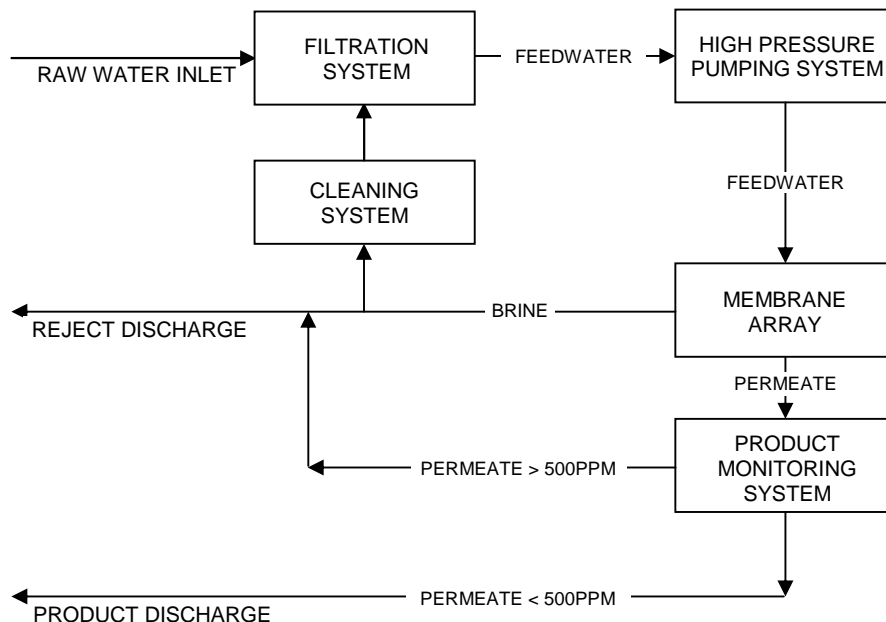 FILTRATION
SYSTEM
FEEDWATER
HIGH PRESSURE
PUMPING SYSTEM
RAW WATER INLET
CLEANING
SYSTEM
FEEDWATER
MEMBRANE
ARRAY
BRINE
REJECT DISCHARGE
PERMEATE
PRODUCT
MONITORING
SYSTEM
PERMEATE > 500PPM
PERMEATE < 500PPM
PRODUCT DISCHARGE